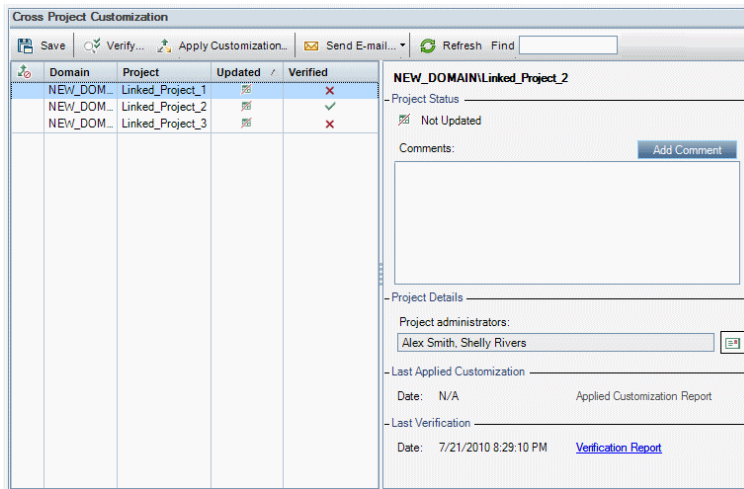 Cross Project Customization
Save Verify... Apply Customization... Send E-mail... Refresh Find
Domain Project Updated Verified
NEW_DOM... Linked_Project_1
NEW_DOM... Linked_Project_2
NEW_DOM... Linked_Project_3
NEW_DOMAIN\Linked_Project_2
Project Status
Not Updated
Comments: Add Comment
Project Details
Project administrators:
Alex Smith, Shelly Rivers
Last Applied Customization
Date: N/A Applied Customization Report
Last Verification
Date: 7/21/2010 8:29:10 PM Verification Report